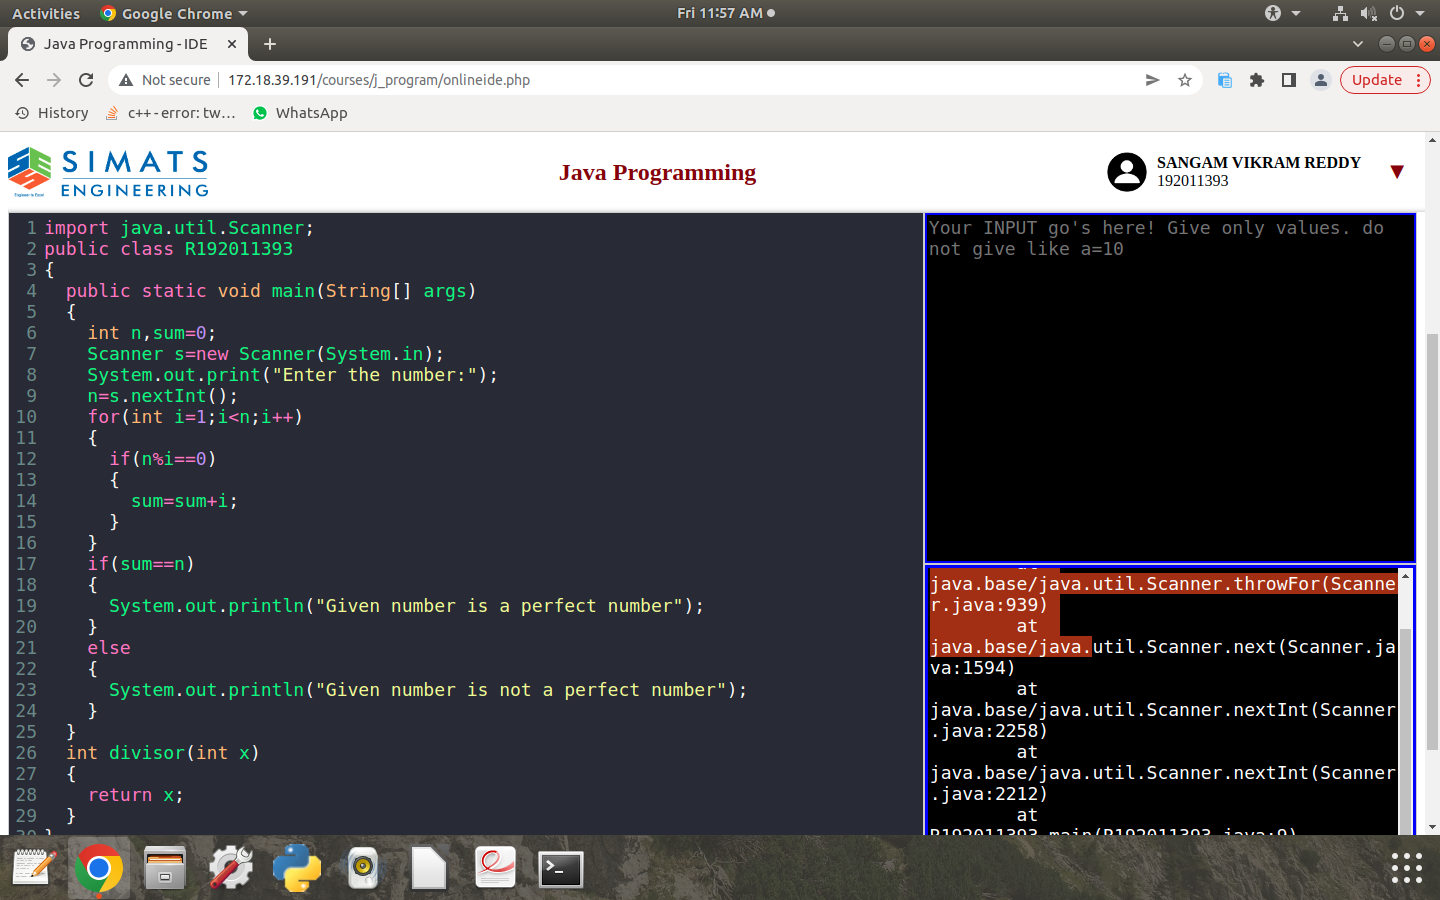 Activities Google Chrome Fri 11:57 AM
Java Programming - IDE
Not secure 172.18.39.191/courses/j_program/onlineide.php Update
History c++ - error: tw… WhatsApp
SIMATS
ENGINEERING
Java Programming
SANGAM VIKRAM REDDY
192011393
1 import java.util.Scanner;
2 public class R192011393
3 {
4 public static void main(String[] args)
5 {
6 int n,sum=0;
7 Scanner s=new Scanner(System.in);
8 System.out.print("Enter the number:");
9 n=s.nextInt();
10 for(int i=1;i<n;i++)
11 {
12 if(n%i==0)
13 {
14 sum=sum+i;
15 }
16 }
17 if(sum==n)
18 {
19 System.out.println("Given number is a perfect number");
20 }
21 else
22 {
23 System.out.println("Given number is not a perfect number");
24 }
25 }
26 int divisor(int x)
27 {
28 return x;
29 }
30 }
Your INPUT go's here! Give only values. do
not give like a=10
java.base/java.util.Scanner.throwFor(Scanne
r.java:939)
at
java.base/java.util.Scanner.next(Scanner.ja
va:1594)
at
java.base/java.util.Scanner.nextInt(Scanner
.java:2258)
at
java.base/java.util.Scanner.nextInt(Scanner
.java:2212)
at
R192011393.main(R192011393.java:9)